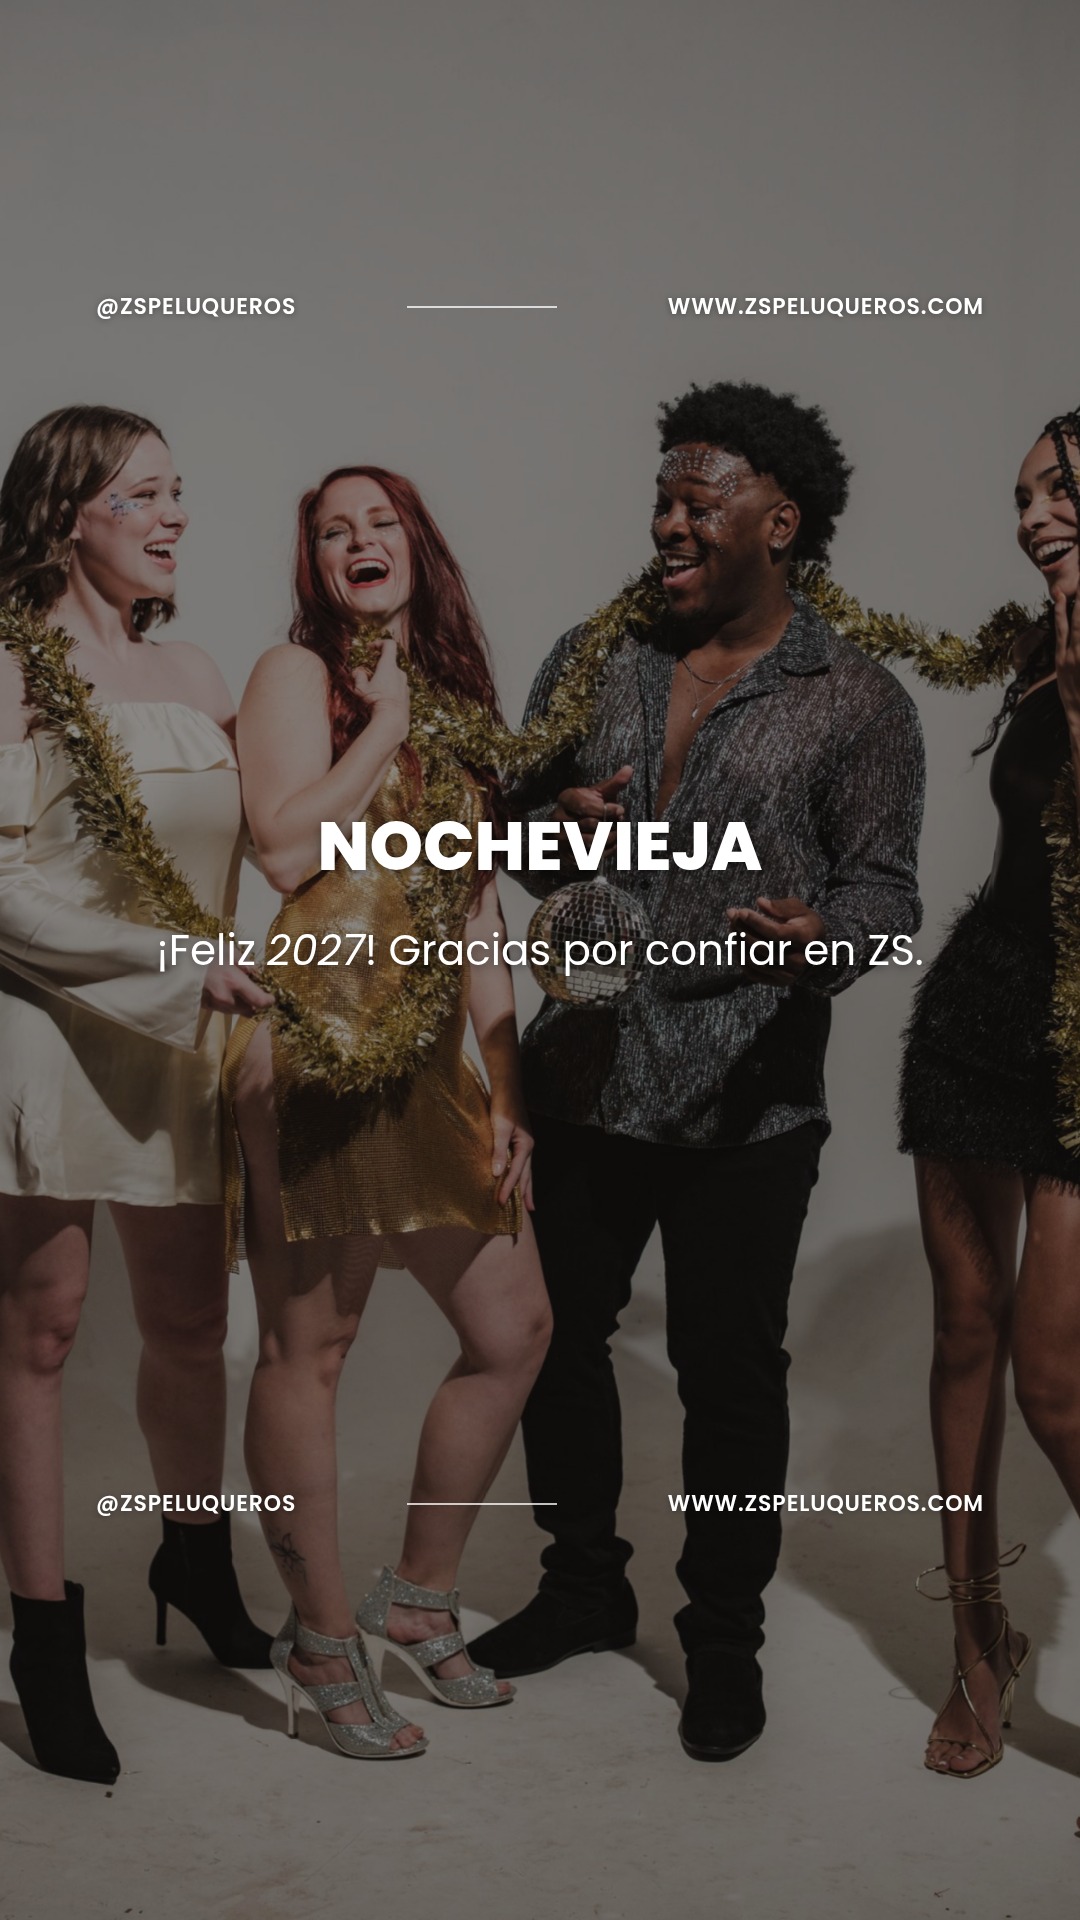 @ZSPELUQUEROS WWW.ZSPELUQUEROS.COM
NOCHEVIEJA
¡Feliz 2027! Gracias por confiar en ZS.
@ZSPELUQUEROS WWW.ZSPELUQUEROS.COM